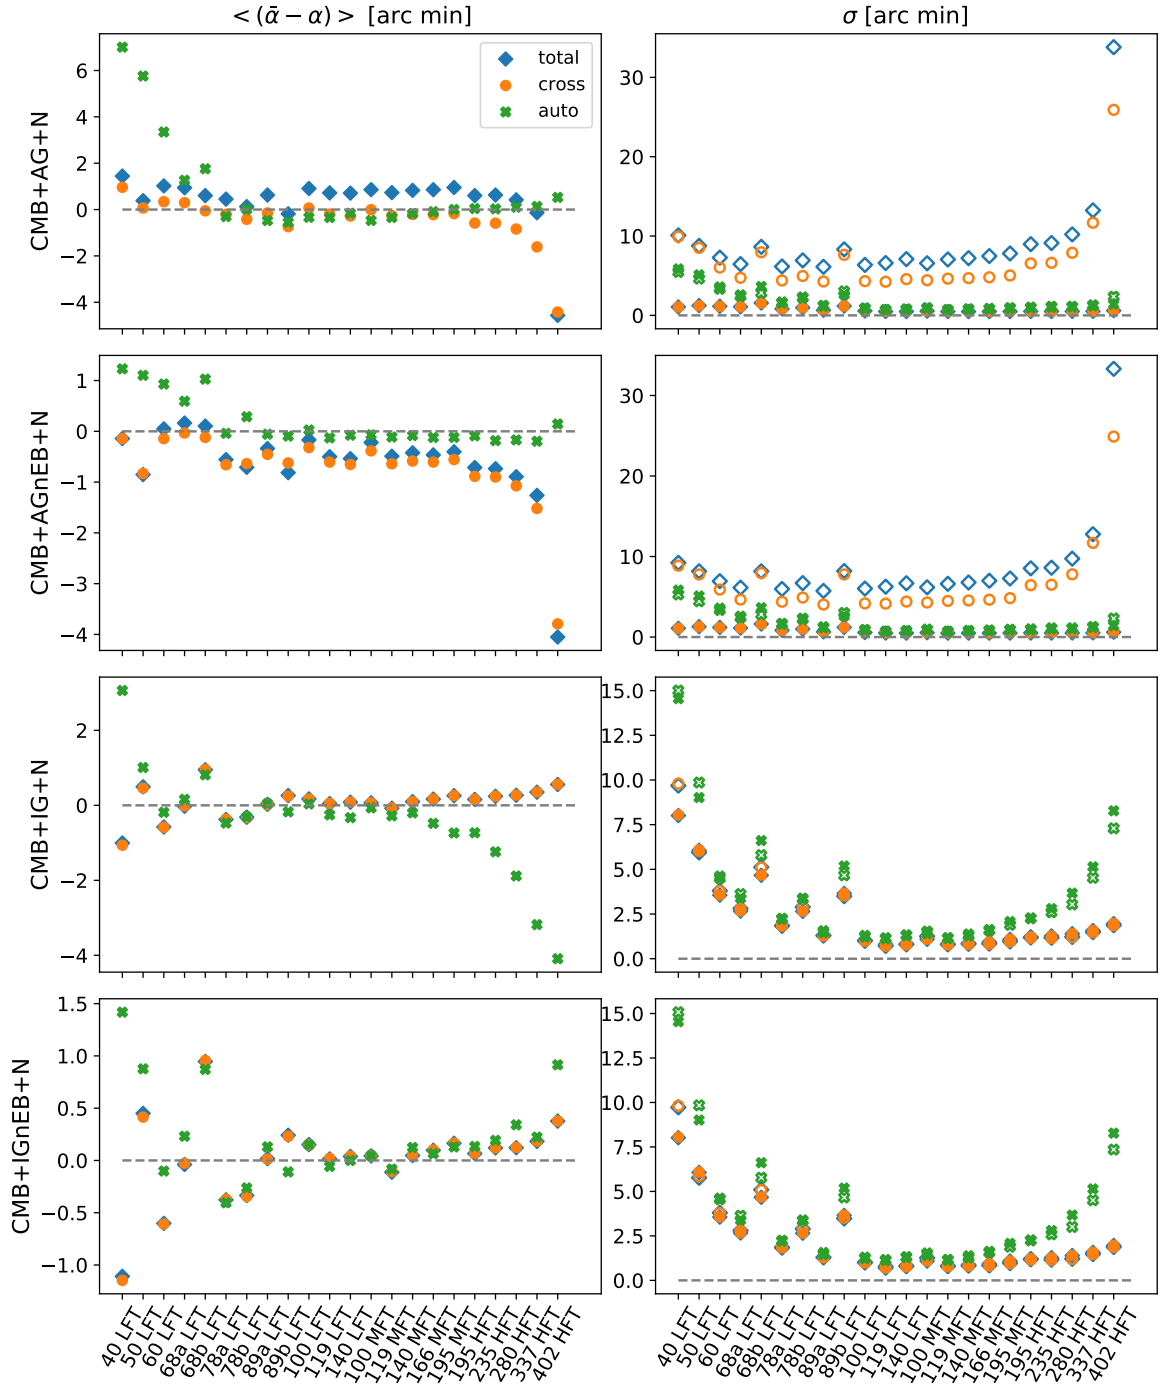 < (ᾱ − α) > [arc min]
σ [arc min]
CMB+AG+N
6
4
2
0
−2
−4
total
cross
auto
30
20
10
0
CMB+AGnEB+N
1
0
−1
−2
−3
−4
30
20
10
0
CMB+IG+N
2
0
−2
−4
15.0
12.5
10.0
7.5
5.0
2.5
0.0
CMB+IGnEB+N
1.5
1.0
0.5
0.0
−0.5
−1.0
15.0
12.5
10.0
7.5
5.0
2.5
0.0
40 LFT
50 LFT
60 LFT
68a LFT
68b LFT
78a LFT
78b LFT
89a LFT
89b LFT
100 LFT
119 LFT
140 LFT
100 MFT
119 MFT
140 MFT
166 MFT
195 MFT
195 HFT
235 HFT
280 HFT
337 HFT
402 HFT
40 LFT
50 LFT
60 LFT
68a LFT
68b LFT
78a LFT
78b LFT
89a LFT
89b LFT
100 LFT
119 LFT
140 LFT
100 MFT
119 MFT
140 MFT
166 MFT
195 MFT
195 HFT
235 HFT
280 HFT
337 HFT
402 HFT